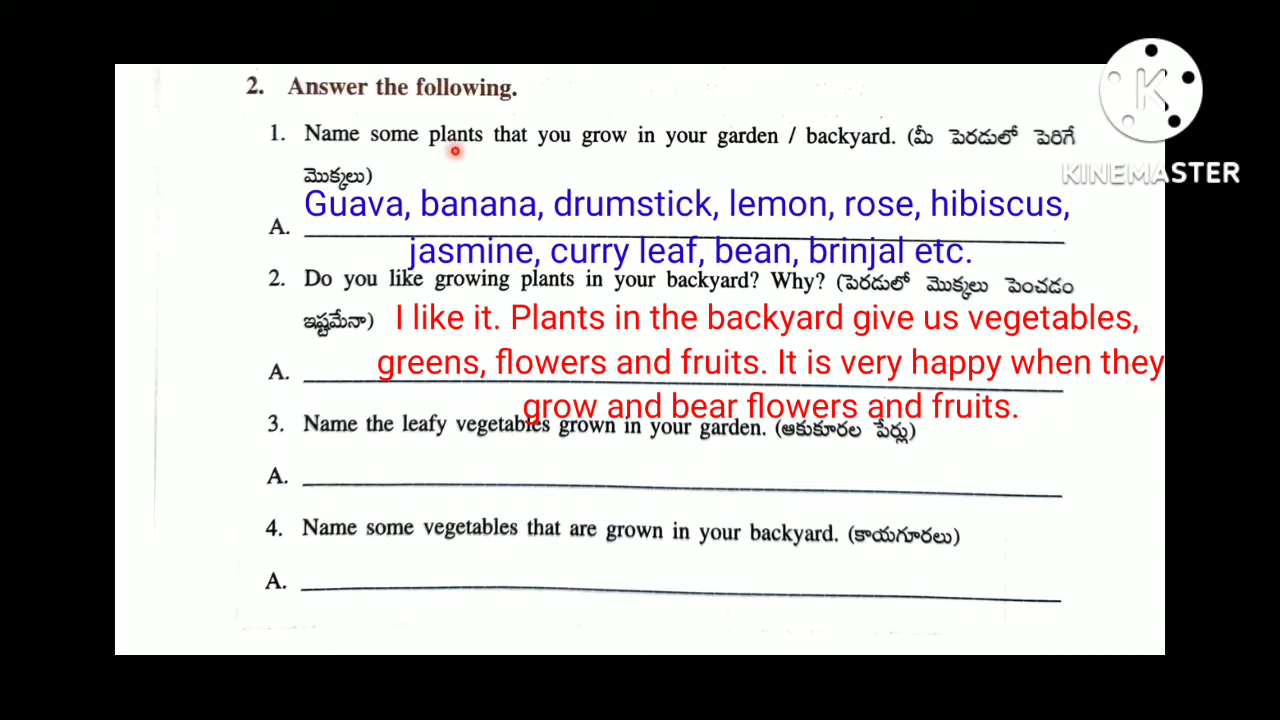 2. Answer the following.
K
1. Name some plants that you grow in your garden / backyard. (మీ పెరడులో పెరిగే
మొక్కలు)
KINEMASTER
Guava, banana, drumstick, lemon, rose, hibiscus,
A.
jasmine, curry leaf, bean, brinjal etc.
2. Do you like growing plants in your backyard? Why? (పెరడులో మొక్కలు పెంచడం
ఇష్టమేనా) I like it. Plants in the backyard give us vegetables,
A. greens, flowers and fruits. It is very happy when they
grow and bear flowers and fruits.
3. Name the leafy vegetables grown in your garden. (ఆకుకూరల పేర్లు)
A.
4. Name some vegetables that are grown in your backyard. (కాయగూరలు)
A.